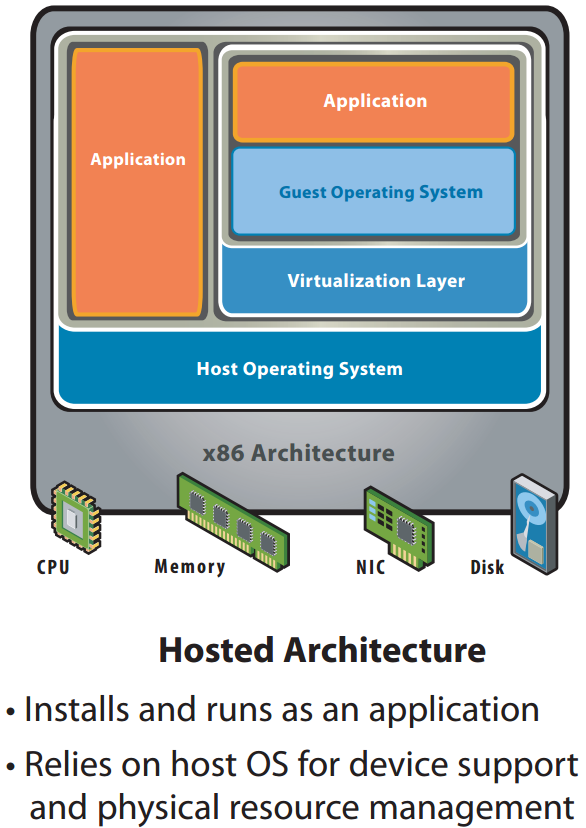 Application
Application
Guest Operating System
Virtualization Layer
Host Operating System
x86 Architecture
CPU
Memory
NIC
Disk
Hosted Architecture
• Installs and runs as an application
• Relies on host OS for device support
and physical resource management